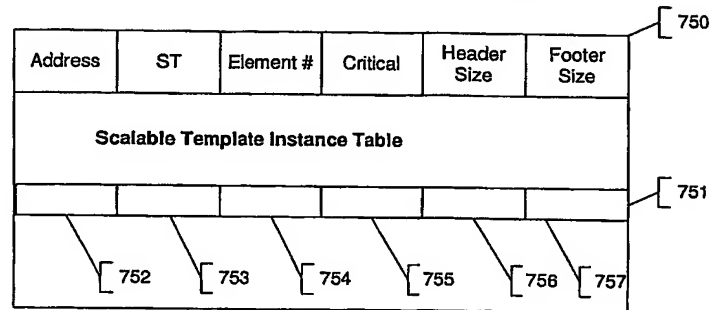 750
Address ST Element # Critical Header Size Footer Size
Scalable Template Instance Table
751
752 753 754 755 756 757